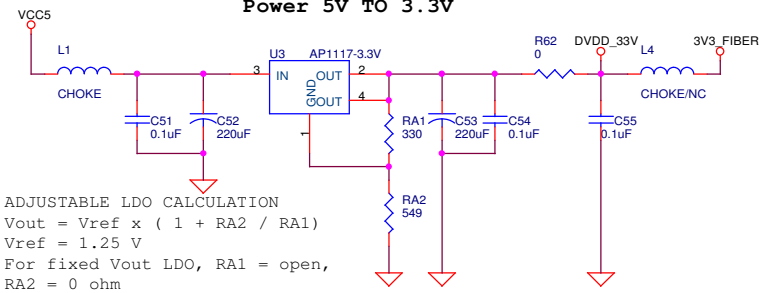 Power 5V TO 3.3V
VCC5
L1
CHOKE
U3 AP1117-3.3V
3 IN OUT 2
GND
OUT 4
1
R62
0
DVDD_33V
L4
3V3_FIBER
CHOKE/NC
C51
0.1uF
C52
220uF
RA1
330
C53
220uF
C54
0.1uF
C55
0.1uF
RA2
549
ADJUSTABLE LDO CALCULATION
Vout = Vref x ( 1 + RA2 / RA1)
Vref = 1.25 V
For fixed Vout LDO, RA1 = open,
RA2 = 0 ohm